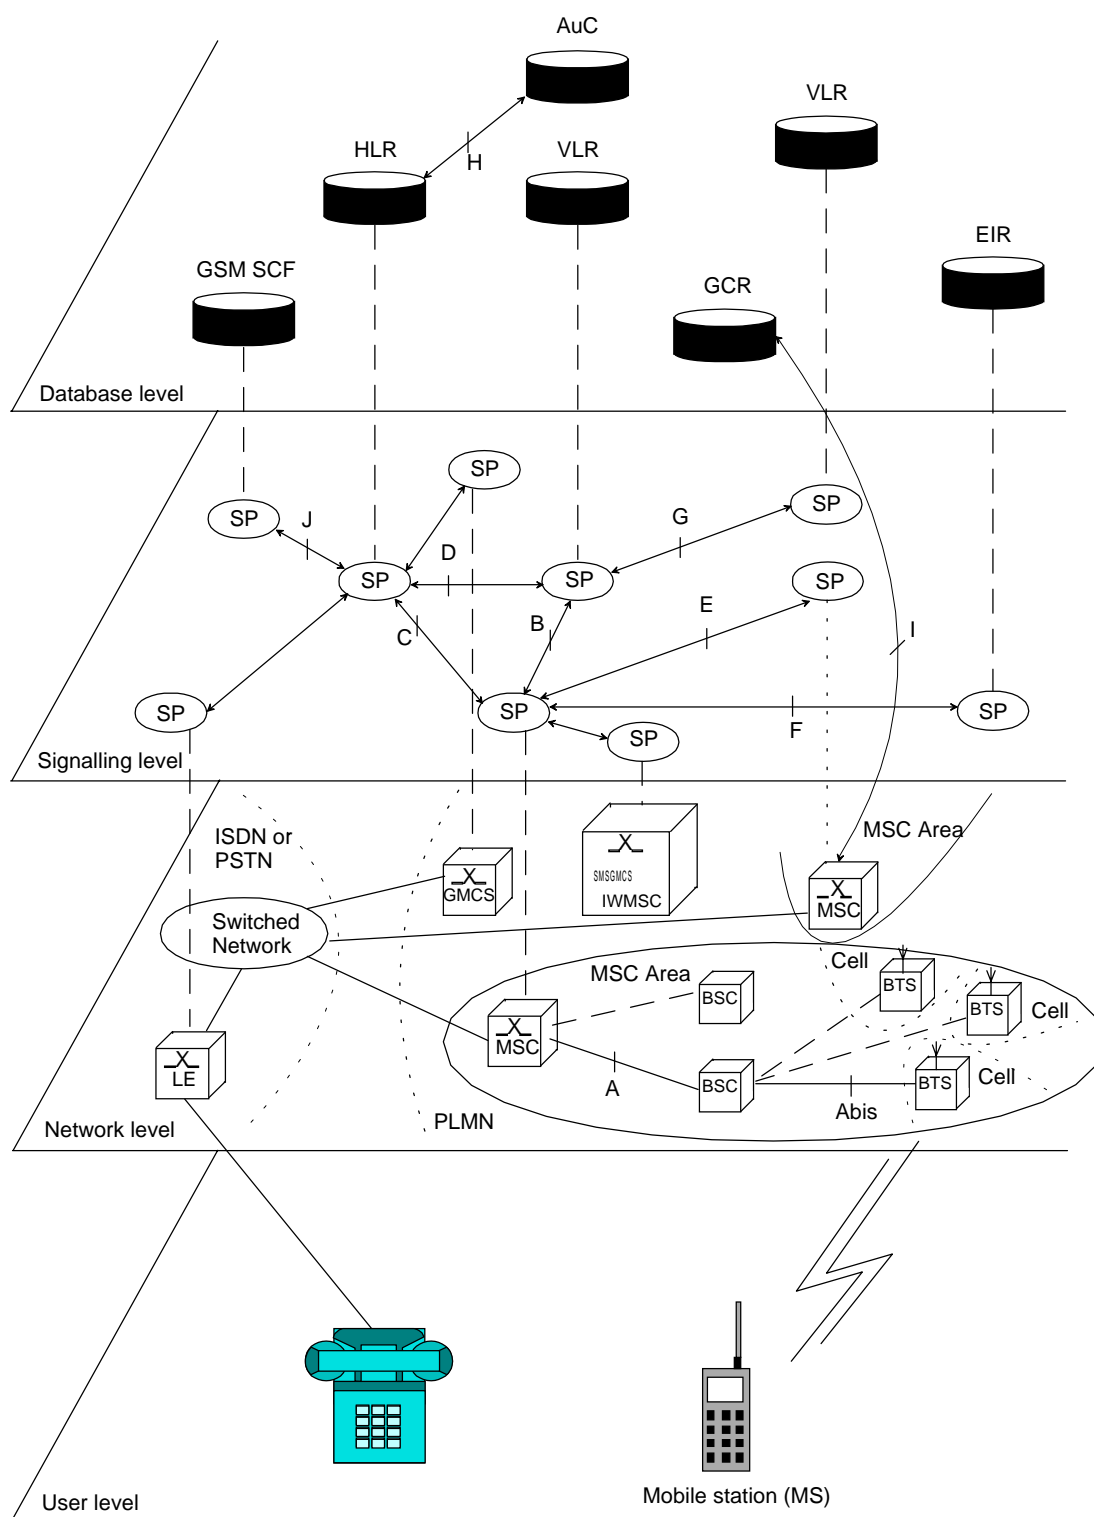 AuC
VLR
HLR
H
VLR
EIR
GSM SCF
GCR
Database level
SP
SP
J
D
G
SP
SP
SP
SP
E
C
B
I
SP
SP
SP
F
SP
Signalling level
ISDN or
PSTN
MSC Area
X
SMSGMCS
IWMSC
X
GMCS
X
MSC
Switched
Network
MSC Area
Cell
BSC
BTS
BTS
Cell
X
MSC
X
LE
A
BSC
Abis
BTS
Cell
PLMN
Network level
Mobile station (MS)
User level